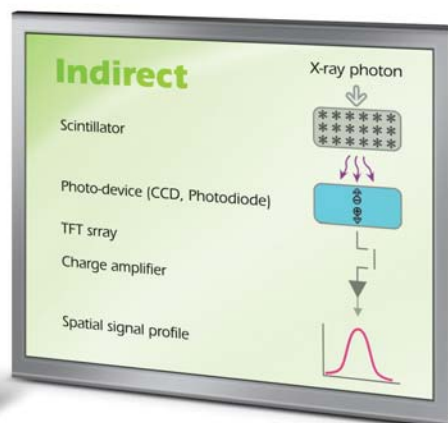 Indirect
X-ray photon
Scintillator
Photo-device (CCD, Photodiode)
TFT srray
Charge amplifier
Spatial signal profile